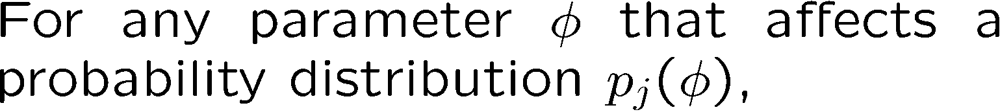 For any parameter ϕ that affects a
probability distribution p_j(ϕ),